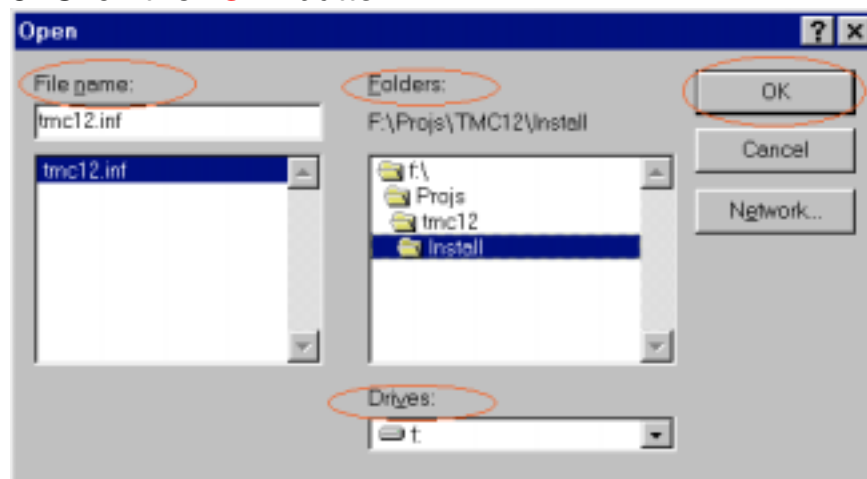 Open
File name:
tmc12.inf
tmc12.inf
Folders:
F:\Projs\TMC12\Install
f:\
Projs
tmc12
Install
Drives:
f:
OK
Cancel
Network...